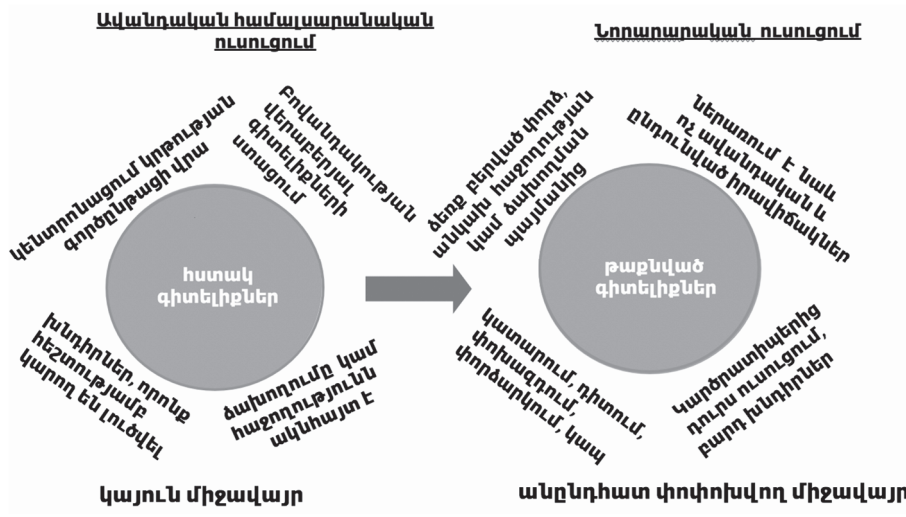 Ավանդական համալսարանական
ուսուցում
Նորարարական ուսուցում
կենտրոնացում կրթության
գործընթացի վրա
Բովանդակության
վերաբերյալ
գիտելիքների
ստացում
հստակ
գիտելիքներ
խնդիրներ, որոնք
հեշտությամբ
կարող են լուծվել
ձախողումը կամ
հաջողությունն
ակնհայտ է
կայուն միջավայր
ձեռք բերված փորձ,
անկախ հաջողության
կամ ձախողման
պայմանից
ներառում է նաև
ոչ ավանդական և
ընդունված իրավիճակներ
թաքնված
գիտելիքներ
կատարում, դիտում,
փոխազդում,
փորձարկում, կապ
Կարծրատիպերից
դուրս ուսուցում,
բարդ խնդիրներ
անընդհատ փոփոխվող միջավայր